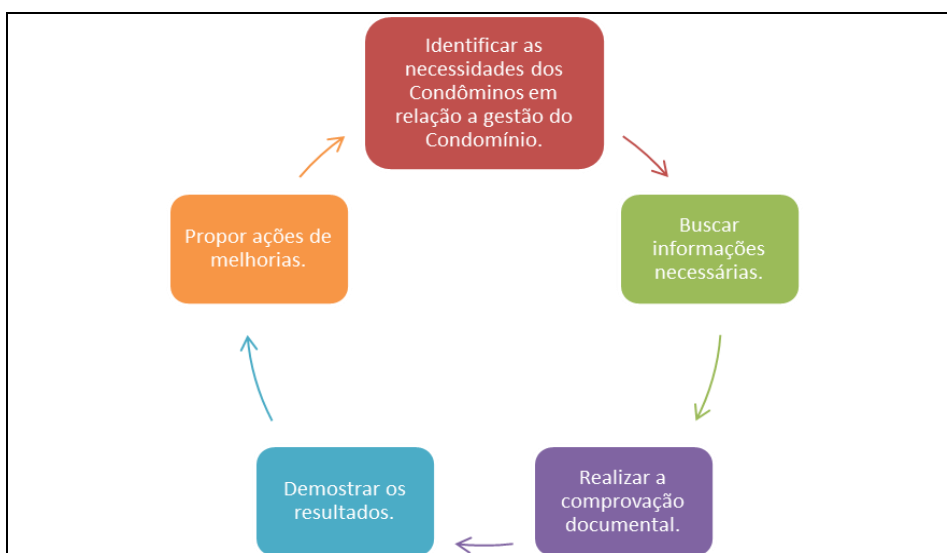 Identificar as
necessidades dos
Condôminos em
relação a gestão do
Condomínio.
Buscar
informações
necessárias.
Realizar a
comprovação
documental.
Demostrar os
resultados.
Propor ações de
melhorias.